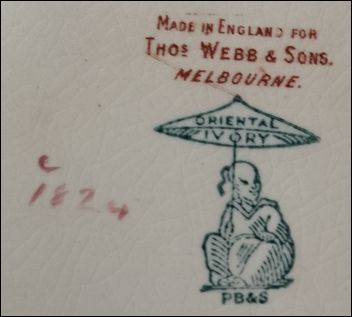 MADE IN ENGLAND FOR
THOS WEBB & SONS.
MELBOURNE.
ORIENTAL
IVORY
C
1824
PB&S